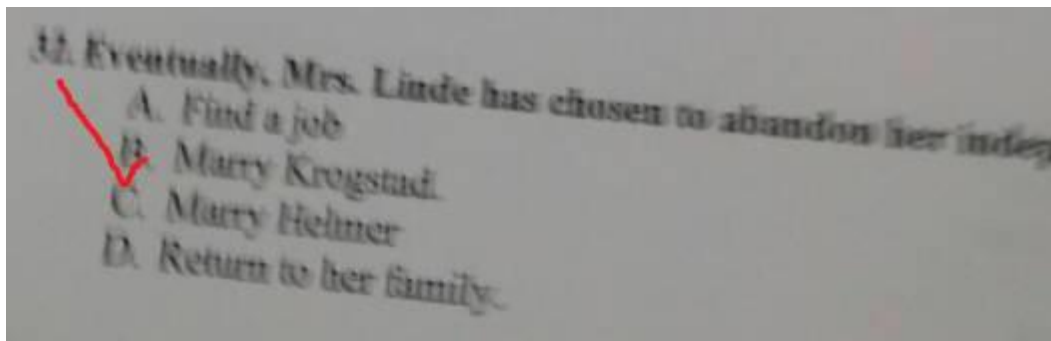 32. Eventually, Mrs. Linde has chosen to abandon her indep
A. Find a job
B. Marry Krogstad.
C. Marry Helmer
D. Return to her family.